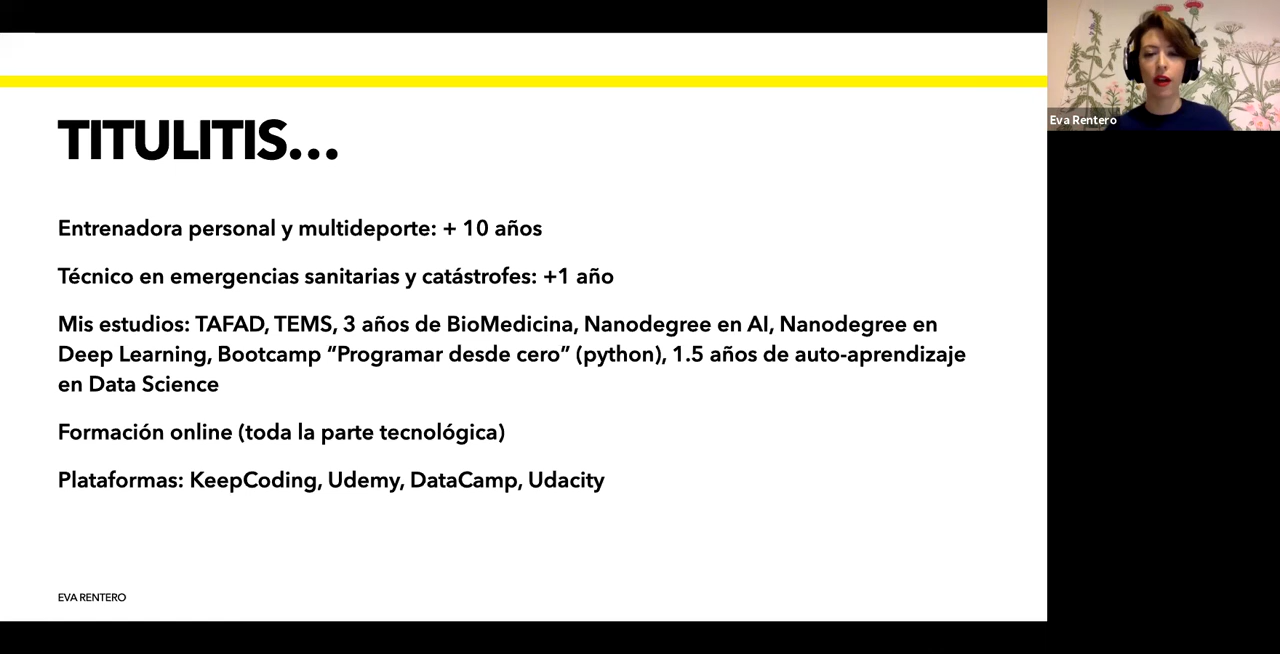 TITULITIS...
Entrenadora personal y multideporte: + 10 años
Técnico en emergencias sanitarias y catástrofes: +1 año
Mis estudios: TAFAD, TEMS, 3 años de BioMedicina, Nanodegree en AI, Nanodegree en
Deep Learning, Bootcamp “Programar desde cero” (python), 1.5 años de auto-aprendizaje
en Data Science
Formación online (toda la parte tecnológica)
Plataformas: KeepCoding, Udemy, DataCamp, Udacity
EVA RENTERO
Eva Rentero